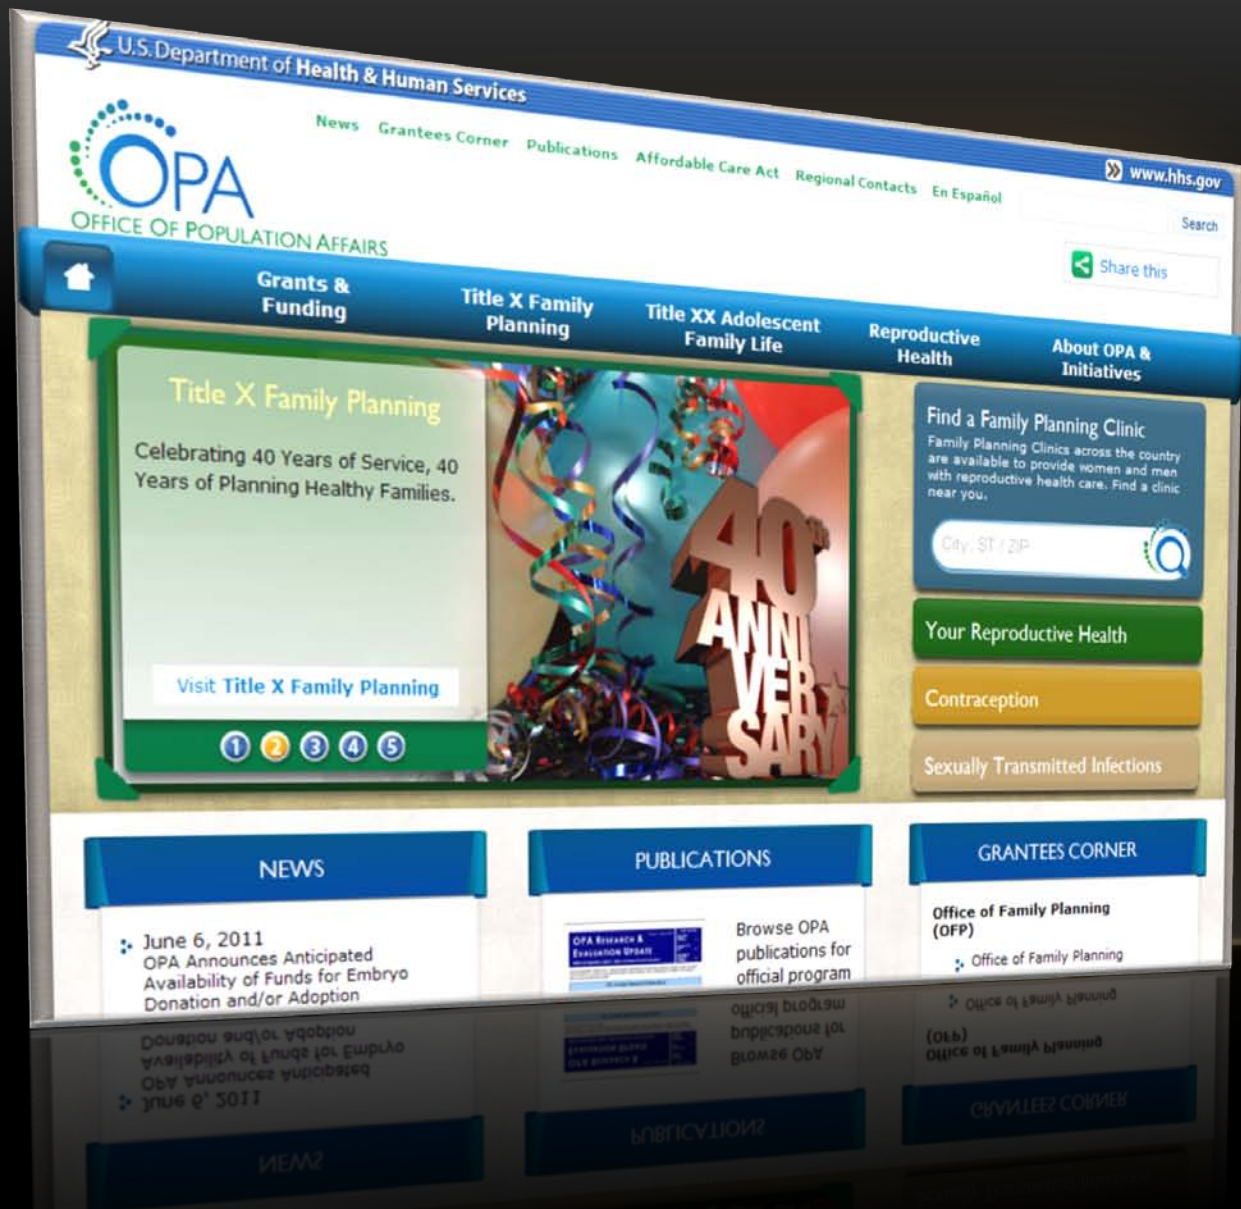 U.S. Department of Health & Human Services
www.hhs.gov
News Grantees Corner Publications Affordable Care Act Regional Contacts En Español
Search
OPA
OFFICE OF POPULATION AFFAIRS
Share this
Grants &
Funding
Title X Family
Planning
Title XX Adolescent
Family Life
Reproductive
Health
About OPA &
Initiatives
Title X Family Planning
Celebrating 40 Years of Service, 40
Years of Planning Healthy Families.
Visit Title X Family Planning
1 2 3 4 5
40TH
ANNI
VER
SARY
Find a Family Planning Clinic
Family Planning Clinics across the country
are available to provide women and men
with reproductive health care. Find a clinic
near you.
City, ST / ZIP
Your Reproductive Health
Contraception
Sexually Transmitted Infections
NEWS
June 6, 2011
OPA Announces Anticipated
Availability of Funds for Embryo
Donation and/or Adoption
PUBLICATIONS
OPA RESEARCH &
EVALUATION UPDATE
Browse OPA
publications for
official program
GRANTEES CORNER
Office of Family Planning
(OFP)
Office of Family Planning